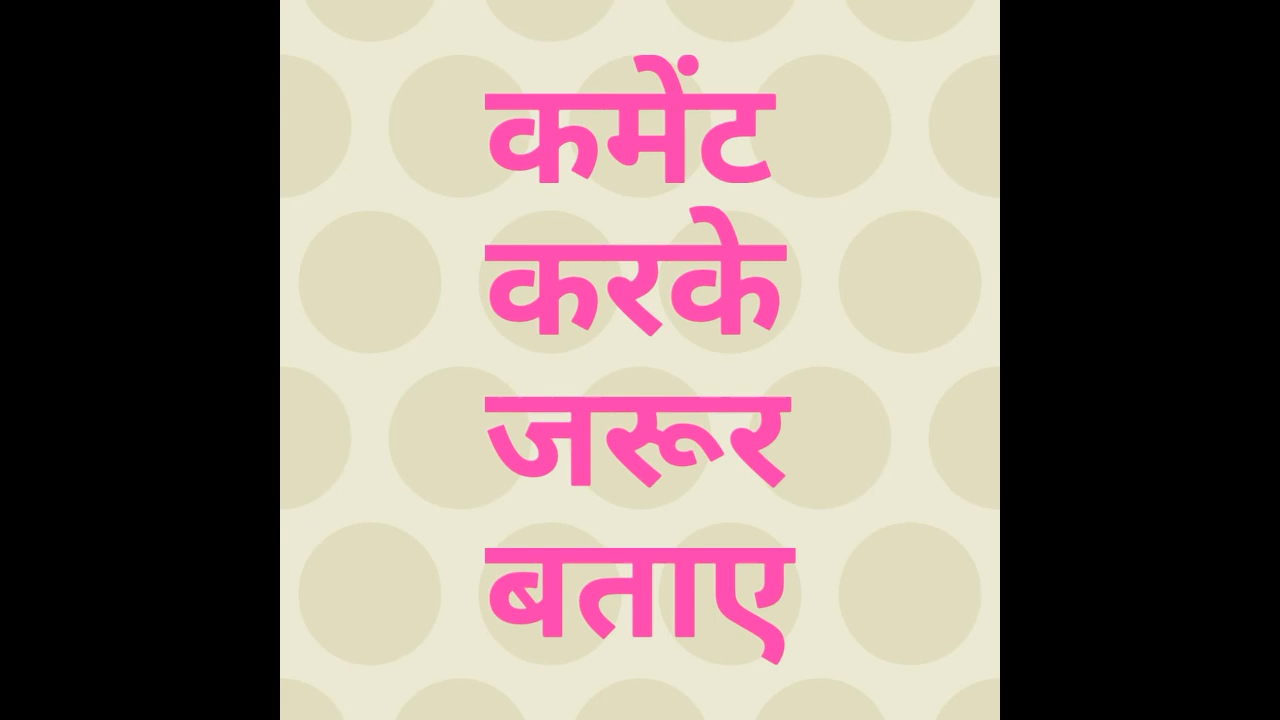 कमेंट
करके
जरूर
बताए